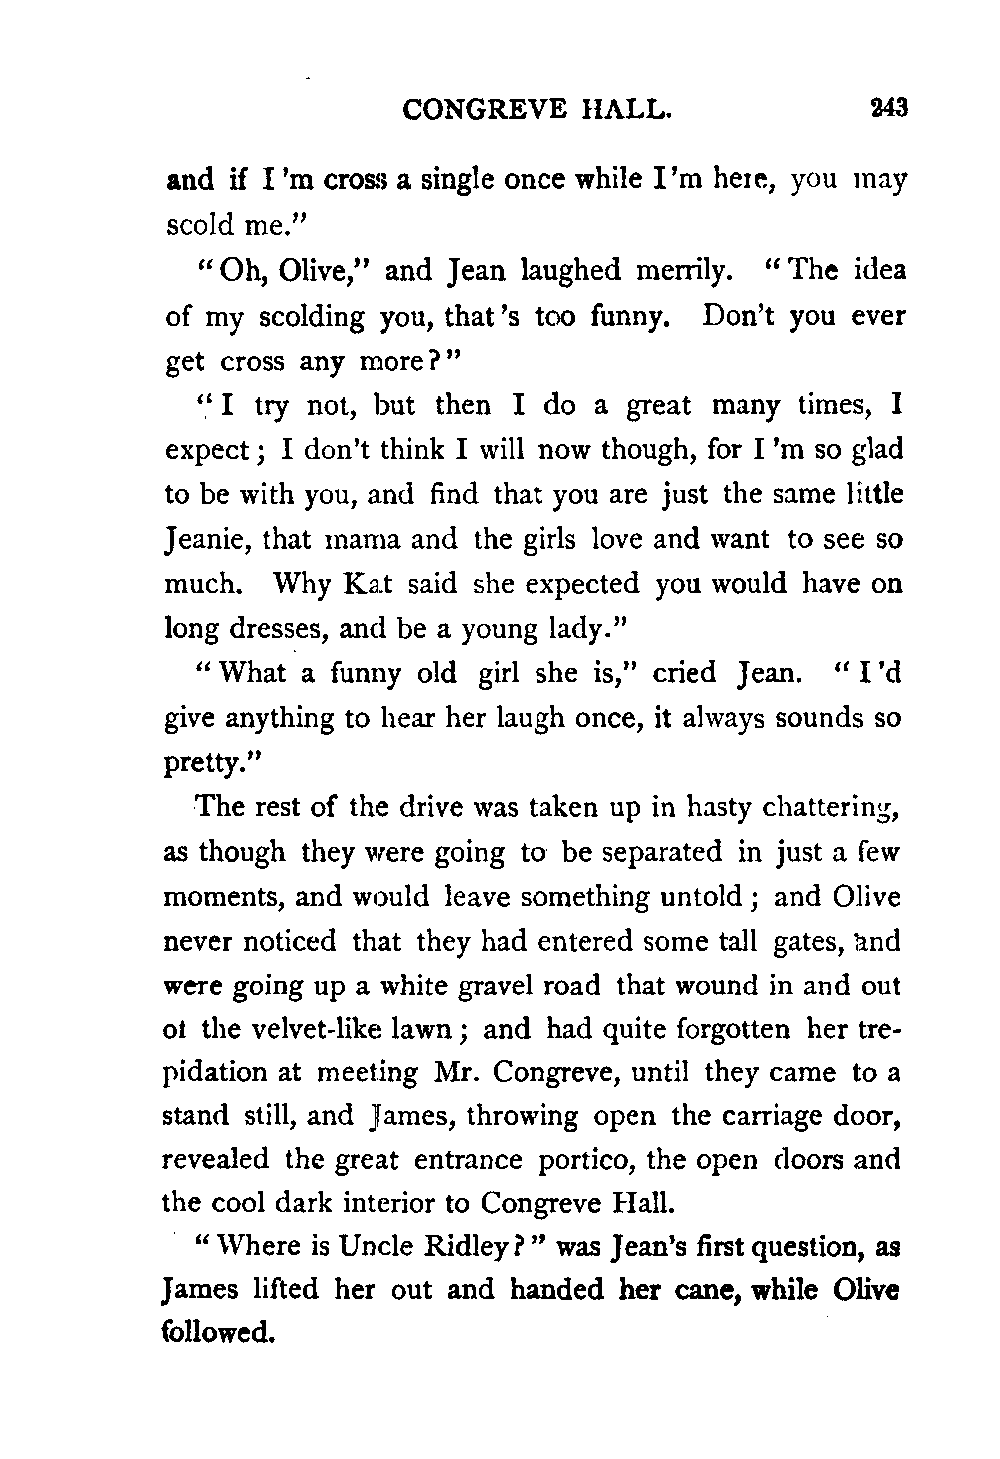 CONGREVE HALL. 243
and if I'm cross a single once while I'm here, you may
scold me."
"Oh, Olive," and Jean laughed merrily. "The idea
of my scolding you, that's too funny. Don't you ever
get cross any more?"
"I try not, but then I do a great many times, I
expect; I don't think I will now though, for I'm so glad
to be with you, and find that you are just the same little
Jeanie, that mama and the girls love and want to see so
much. Why Kat said she expected you would have on
long dresses, and be a young lady."
"What a funny old girl she is," cried Jean. "I'd
give anything to hear her laugh once, it always sounds so
pretty."
The rest of the drive was taken up in hasty chattering,
as though they were going to be separated in just a few
moments, and would leave something untold; and Olive
never noticed that they had entered some tall gates, and
were going up a white gravel road that wound in and out
of the velvet-like lawn; and had quite forgotten her tre-
pidation at meeting Mr. Congreve, until they came to a
stand still, and James, throwing open the carriage door,
revealed the great entrance portico, the open doors and
the cool dark interior to Congreve Hall.
"Where is Uncle Ridley?" was Jean's first question, as
James lifted her out and handed her cane, while Olive
followed.